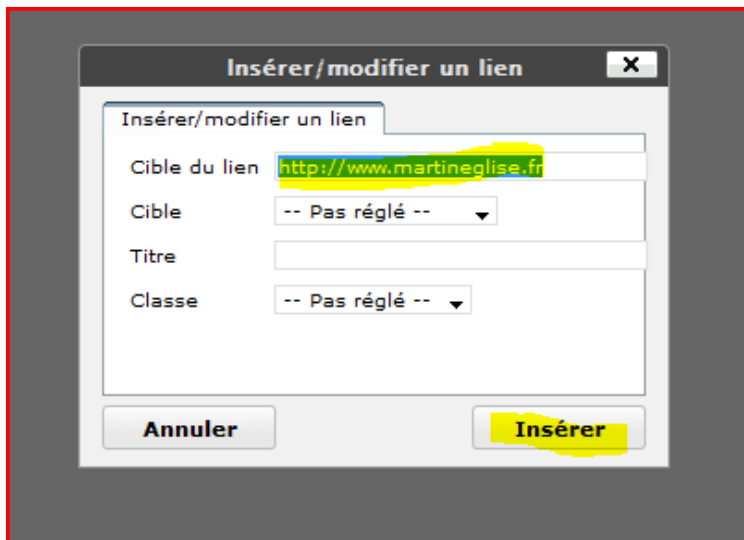 Insérer/modifier un lien X
Insérer/modifier un lien
Cible du lien http://www.martineglise.fr
Cible -- Pas réglé --
Titre
Classe -- Pas réglé --
Annuler Insérer